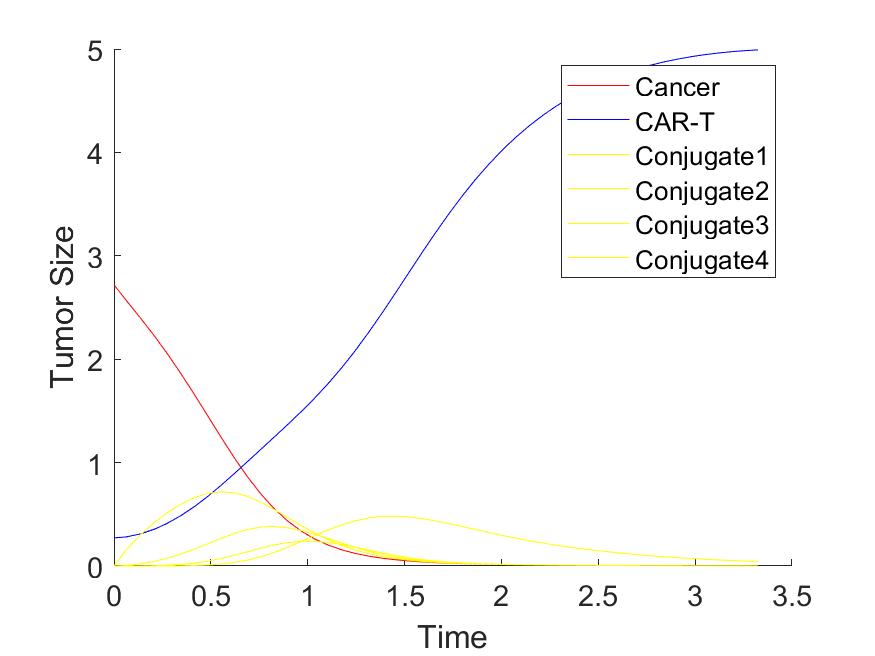 5
4
3
2
1
0
Tumor Size
Cancer
CAR-T
Conjugate1
Conjugate2
Conjugate3
Conjugate4
0 0.5 1 1.5 2 2.5 3 3.5
Time